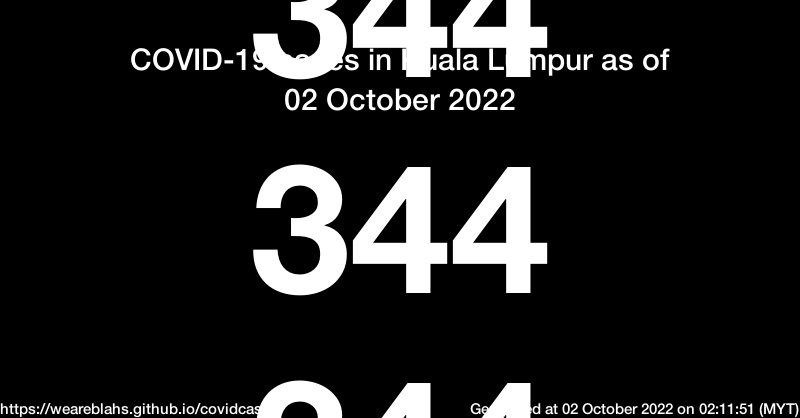 344
COVID-19 cases in Kuala Lumpur as of
02 October 2022
344
344
https://weareblahs.github.io/covidcas
Generated at 02 October 2022 on 02:11:51 (MYT)